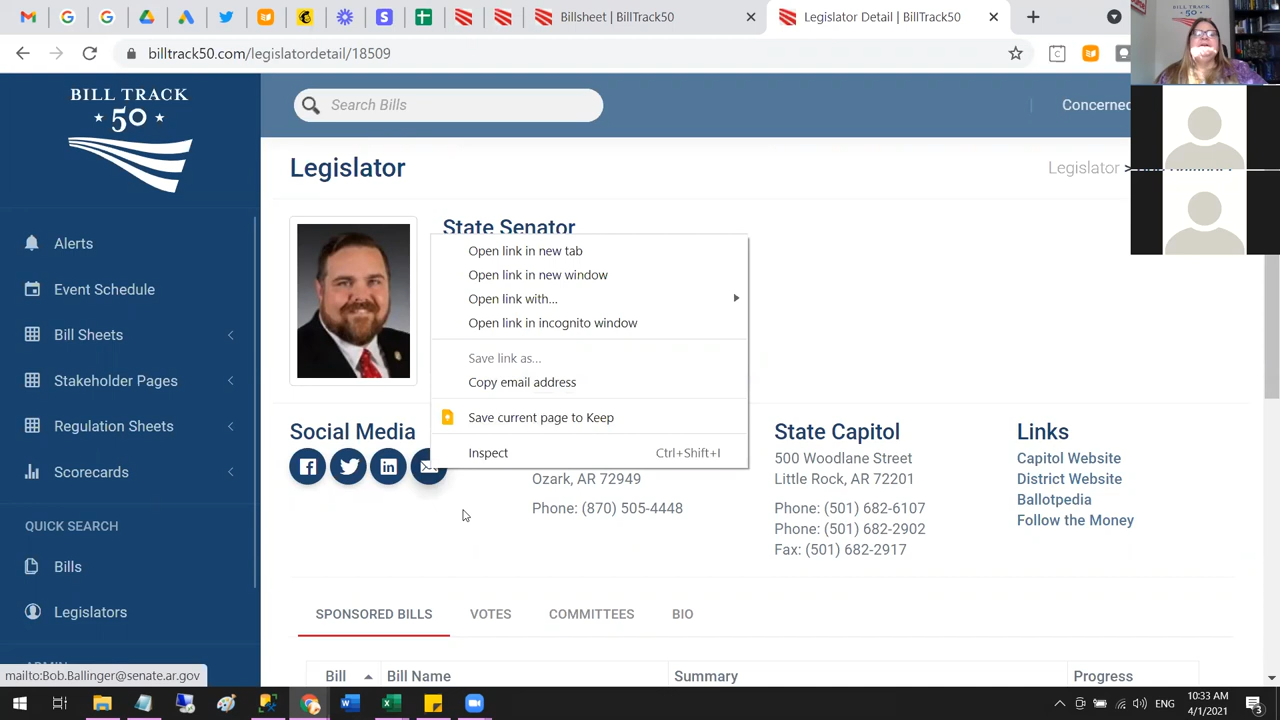 Billsheet | BillTrack50
Legislator Detail | BillTrack50
billtrack50.com/legislatordetail/18509
BILL TRACK
50
Search Bills
Concerned
Legislator
Legislator >
Alerts
Event Schedule
Bill Sheets
Stakeholder Pages
Regulation Sheets
Scorecards
QUICK SEARCH
Bills
Legislators
State Senator
Open link in new tab
Open link in new window
Open link with...
Open link in incognito window
Save link as...
Copy email address
Save current page to Keep
Inspect Ctrl+Shift+I
Social Media
Ozark, AR 72949
Phone: (870) 505-4448
State Capitol
500 Woodlane Street
Little Rock, AR 72201
Phone: (501) 682-6107
Phone: (501) 682-2902
Fax: (501) 682-2917
Links
Capitol Website
District Website
Ballotpedia
Follow the Money
SPONSORED BILLS VOTES COMMITTEES BIO
Bill Bill Name Summary Progress
mailto:Bob.Ballinger@senate.ar.gov
ENG
10:33 AM
4/1/2021
3